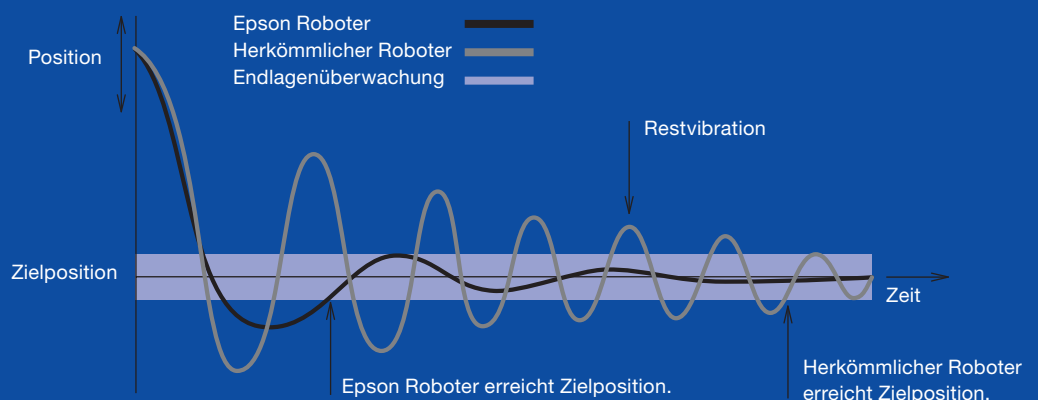 Epson Roboter
Herkömmlicher Roboter
Endlagenüberwachung
Position
Restvibration
Zielposition
Zeit
Epson Roboter erreicht Zielposition.
Herkömmlicher Roboter
erreicht Zielposition.